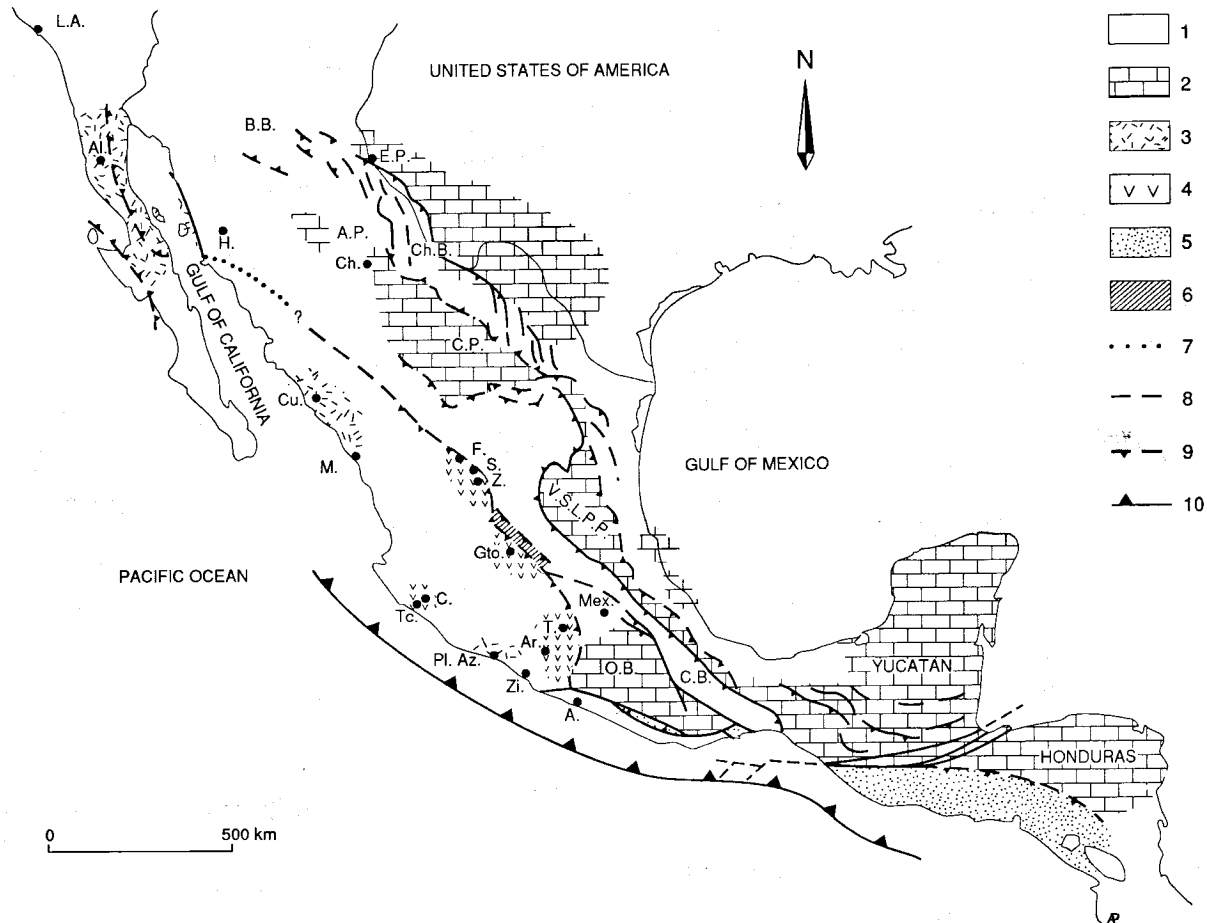 L.A.
UNITED STATES OF AMERICA
N
1
2
3
4
5
6
7
8
9
10
B.B.
E.P.
Al.
H.
A.P.
Ch.
Ch.B.
GULF OF CALIFORNIA
?
C.P.
Cu.
M.
F.
S.
Z.
V.S.L.P.P.
GULF OF MEXICO
Gto.
PACIFIC OCEAN
C.
Tc.
Mex.
T.
Ar.
Pl. Az.
Zi.
O.B.
C.B.
A.
YUCATAN
HONDURAS
0 500 km